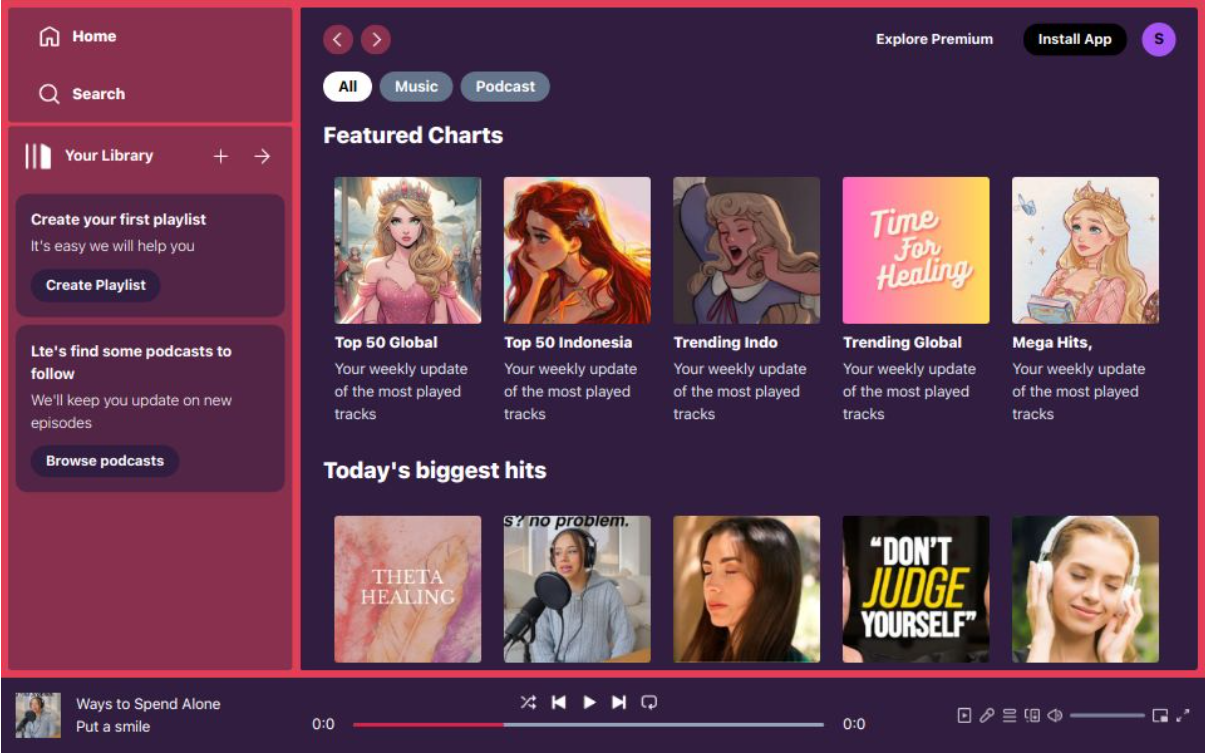 Home
Search
Your Library
Create your first playlist
It's easy we will help you
Create Playlist
Lte's find some podcasts to
follow
We'll keep you update on new
episodes
Browse podcasts
Explore Premium
Install App
S
All
Music
Podcast
Featured Charts
Time
For
Healing
Top 50 Global
Your weekly update
of the most played
tracks
Top 50 Indonesia
Your weekly update
of the most played
tracks
Trending Indo
Your weekly update
of the most played
tracks
Trending Global
Your weekly update
of the most played
tracks
Mega Hits,
Your weekly update
of the most played
tracks
Today's biggest hits
THETA
HEALING
s? no problem.
“DON'T
JUDGE
YOURSELF”
Ways to Spend Alone
Put a smile
0:0
0:0